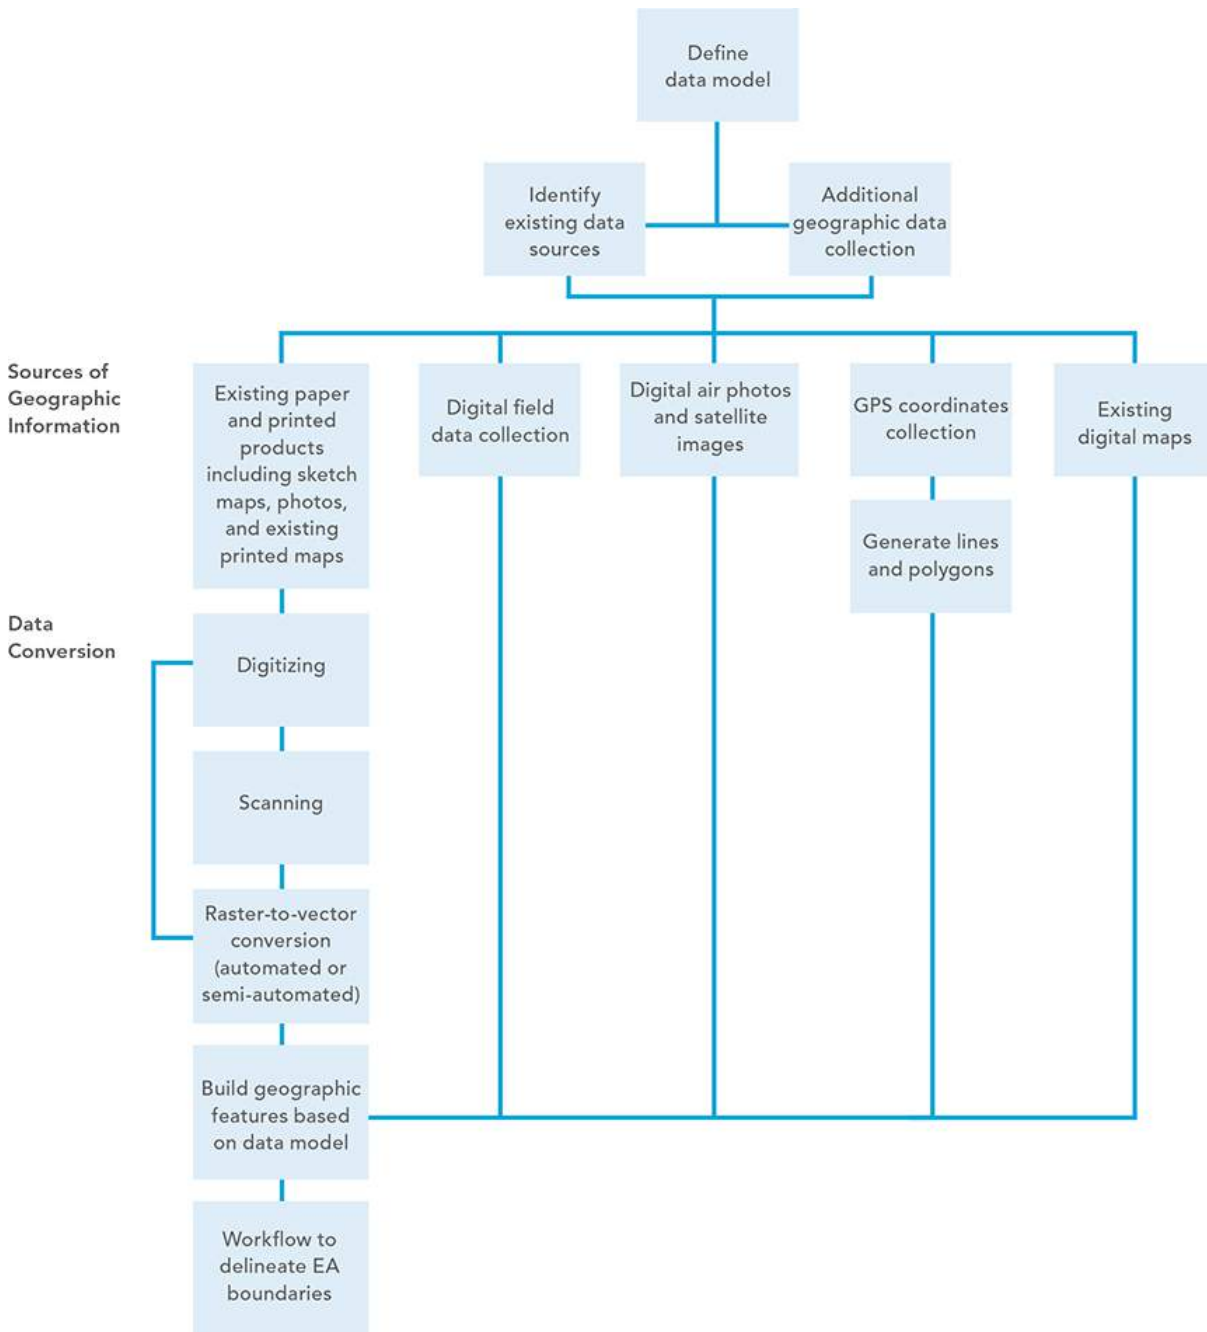 Define
data model
Identify
existing data
sources
Additional
geographic data
collection
Sources of
Geographic
Information
Existing paper
and printed
products
including sketch
maps, photos,
and existing
printed maps
Digital field
data collection
Digital air photos
and satellite
images
GPS coordinates
collection
Existing
digital maps
Generate lines
and polygons
Data
Conversion
Digitizing
Scanning
Raster-to-vector
conversion
(automated or
semi-automated)
Build geographic
features based
on data model
Workflow to
delineate EA
boundaries